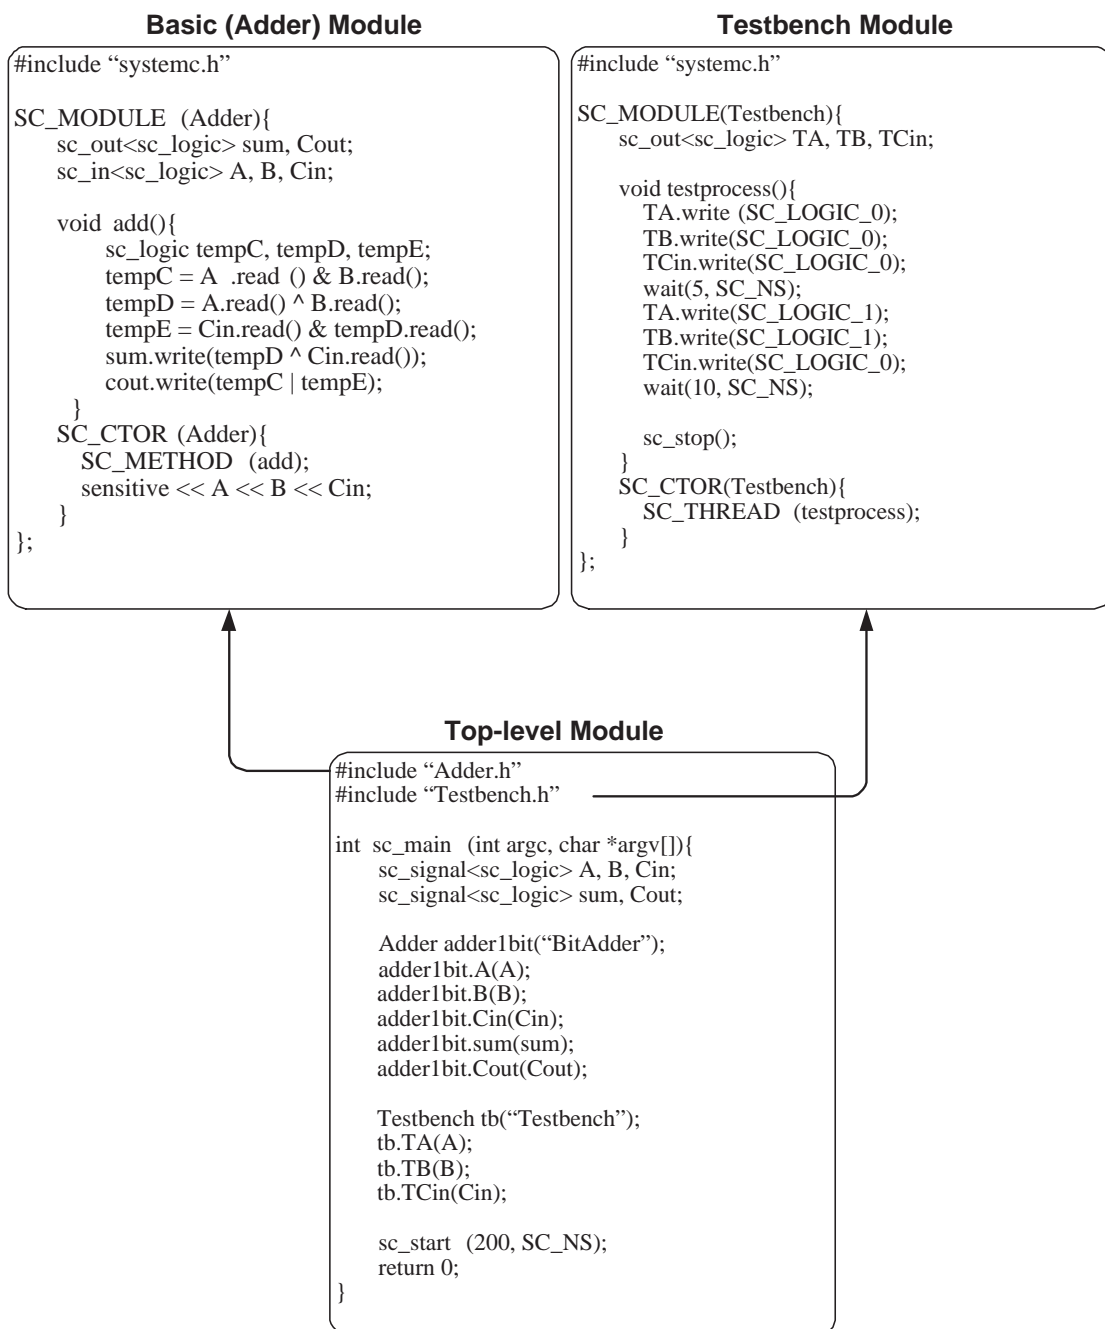 Basic (Adder) Module
#include “systemc.h”
SC_MODULE (Adder){
sc_out<sc_logic> sum, Cout;
sc_in<sc_logic> A, B, Cin;
void add(){
sc_logic tempC, tempD, tempE;
tempC = A .read () & B.read();
tempD = A.read() ^ B.read();
tempE = Cin.read() & tempD.read();
sum.write(tempD ^ Cin.read());
cout.write(tempC | tempE);
}
SC_CTOR (Adder){
SC_METHOD (add);
sensitive << A << B << Cin;
}
};
Testbench Module
#include “systemc.h”
SC_MODULE(Testbench){
sc_out<sc_logic> TA, TB, TCin;
void testprocess(){
TA.write (SC_LOGIC_0);
TB.write(SC_LOGIC_0);
TCin.write(SC_LOGIC_0);
wait(5, SC_NS);
TA.write(SC_LOGIC_1);
TB.write(SC_LOGIC_1);
TCin.write(SC_LOGIC_0);
wait(10, SC_NS);
sc_stop();
}
SC_CTOR(Testbench){
SC_THREAD (testprocess);
}
};
Top-level Module
#include “Adder.h”
#include “Testbench.h”
int sc_main (int argc, char *argv[]){
sc_signal<sc_logic> A, B, Cin;
sc_signal<sc_logic> sum, Cout;
Adder adder1bit(“BitAdder”);
adder1bit.A(A);
adder1bit.B(B);
adder1bit.Cin(Cin);
adder1bit.sum(sum);
adder1bit.Cout(Cout);
Testbench tb(“Testbench”);
tb.TA(A);
tb.TB(B);
tb.TCin(Cin);
sc_start (200, SC_NS);
return 0;
}